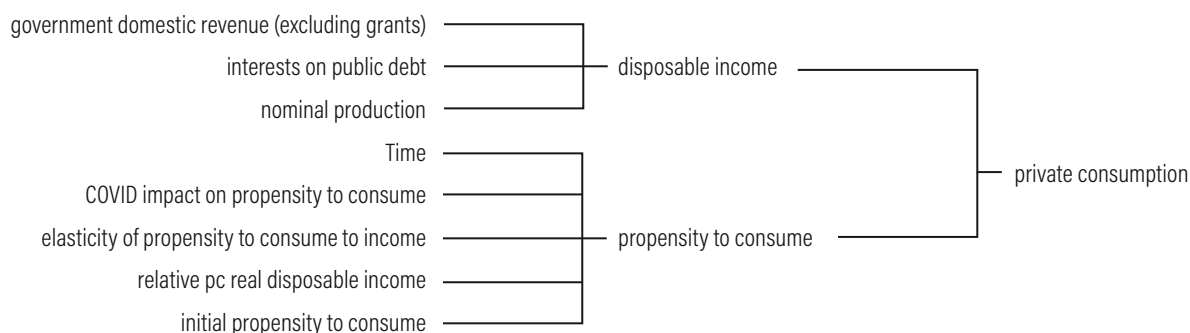 government domestic revenue (excluding grants)
interests on public debt
disposable income
nominal production
Time
private consumption
COVID impact on propensity to consume
elasticity of propensity to consume to income
propensity to consume
relative pc real disposable income
initial propensity to consume